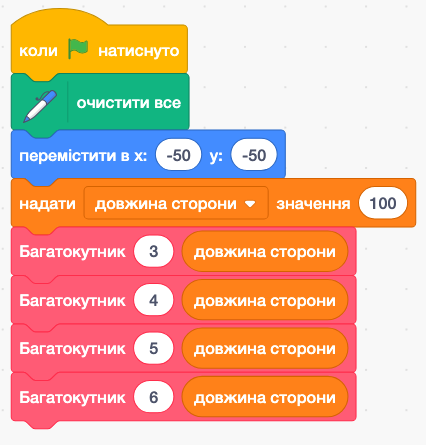 коли натиснуто
очистити все
перемістити в x: -50 y: -50
надати довжина сторони значення 100
Багатокутник 3 довжина сторони
Багатокутник 4 довжина сторони
Багатокутник 5 довжина сторони
Багатокутник 6 довжина сторони